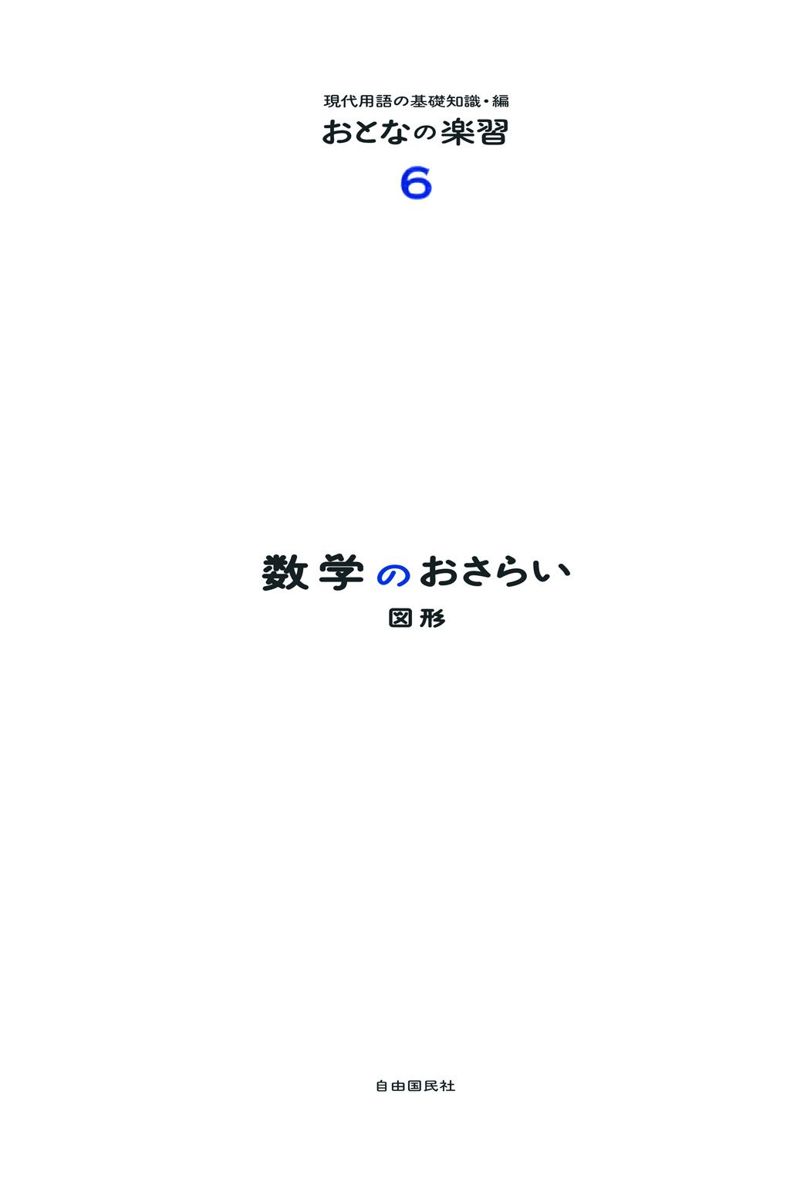 現代用語の基礎知識・編
おとなの楽習
6
数学のおさらい
図形
自由国民社